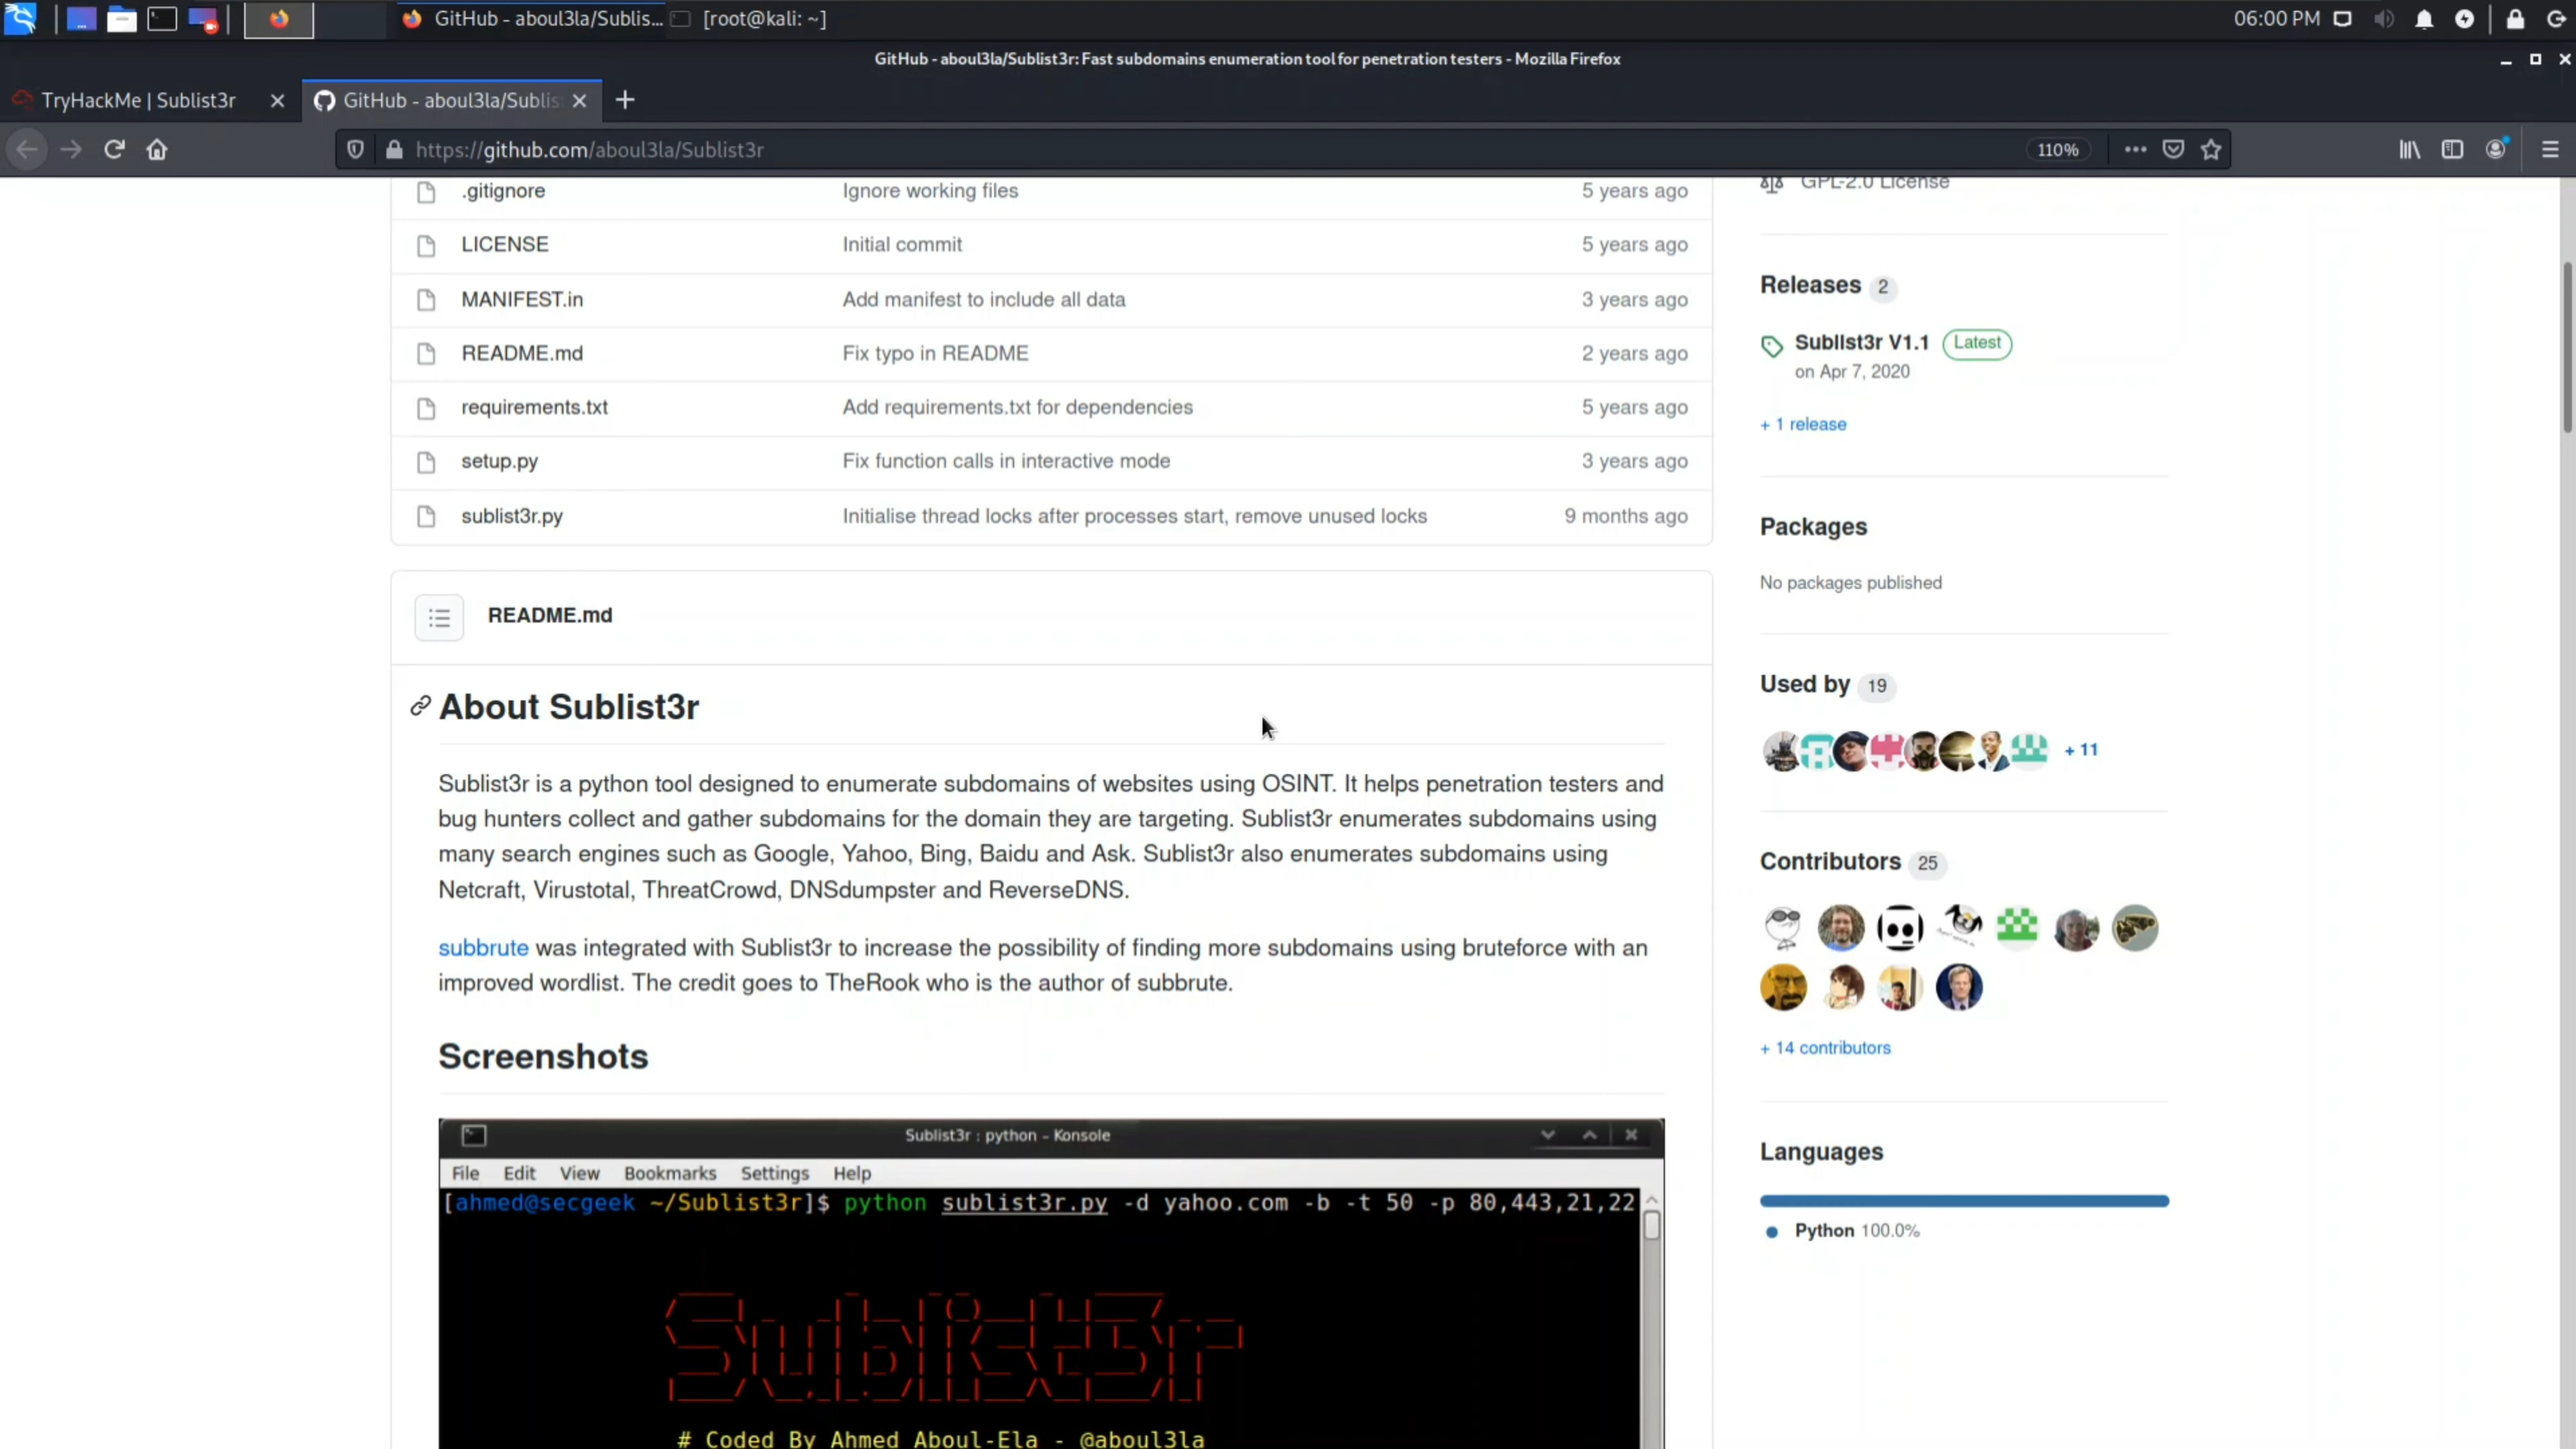 GitHub - aboul3la/Sublis...
[root@kali: ~]
06:00 PM
GitHub - aboul3la/Sublist3r: Fast subdomains enumeration tool for penetration testers - Mozilla Firefox
TryHackMe | Sublist3r
GitHub - aboul3la/Sublis
https://github.com/aboul3la/Sublist3r
110%
.gitignore Ignore working files 5 years ago
LICENSE Initial commit 5 years ago
MANIFEST.in Add manifest to include all data 3 years ago
README.md Fix typo in README 2 years ago
requirements.txt Add requirements.txt for dependencies 5 years ago
setup.py Fix function calls in interactive mode 3 years ago
sublist3r.py Initialise thread locks after processes start, remove unused locks 9 months ago
README.md
About Sublist3r
Sublist3r is a python tool designed to enumerate subdomains of websites using OSINT. It helps penetration testers and
bug hunters collect and gather subdomains for the domain they are targeting. Sublist3r enumerates subdomains using
many search engines such as Google, Yahoo, Bing, Baidu and Ask. Sublist3r also enumerates subdomains using
Netcraft, Virustotal, ThreatCrowd, DNSdumpster and ReverseDNS.
subbrute was integrated with Sublist3r to increase the possibility of finding more subdomains using bruteforce with an
improved wordlist. The credit goes to TheRook who is the author of subbrute.
Screenshots
Sublist3r : python – Konsole
File Edit View Bookmarks Settings Help
[ahmed@secgeek ~/Sublist3r]$ python sublist3r.py -d yahoo.com -b -t 50 -p 80,443,21,22
Sublist3r
# Coded By Ahmed Aboul-Ela - @aboul3la
GPL-2.0 License
Releases 2
Sublist3r V1.1 Latest
on Apr 7, 2020
+ 1 release
Packages
No packages published
Used by 19
+ 11
Contributors 25
+ 14 contributors
Languages
Python 100.0%